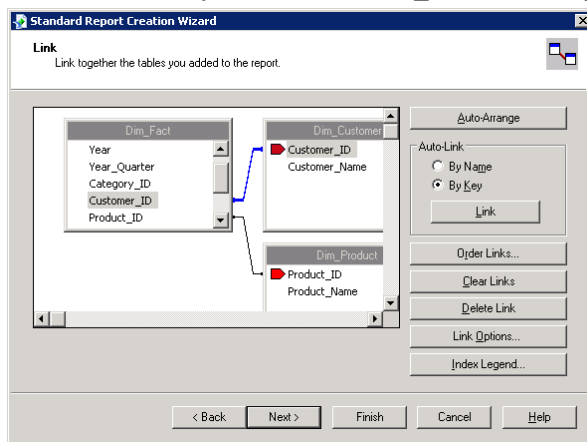 Standard Report Creation Wizard
Link
Link together the tables you added to the report.
Dim_Fact
Year
Year_Quarter
Category_ID
Customer_ID
Product_ID
Dim_Customer
Customer_ID
Customer_Name
Dim_Product
Product_ID
Product_Name
Auto-Arrange
Auto-Link
By Name
By Key
Link
Order Links...
Clear Links
Delete Link
Link Options...
Index Legend...
< Back
Next >
Finish
Cancel
Help